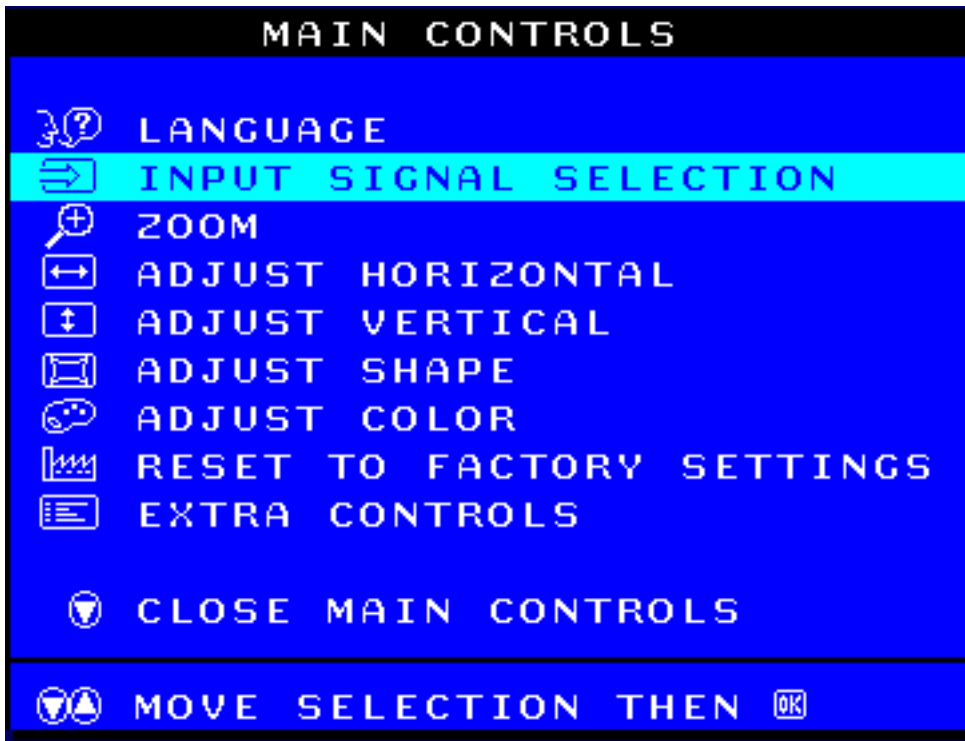 MAIN CONTROLS
LANGUAGE
INPUT SIGNAL SELECTION
ZOOM
ADJUST HORIZONTAL
ADJUST VERTICAL
ADJUST SHAPE
ADJUST COLOR
RESET TO FACTORY SETTINGS
EXTRA CONTROLS
CLOSE MAIN CONTROLS
MOVE SELECTION THEN OK